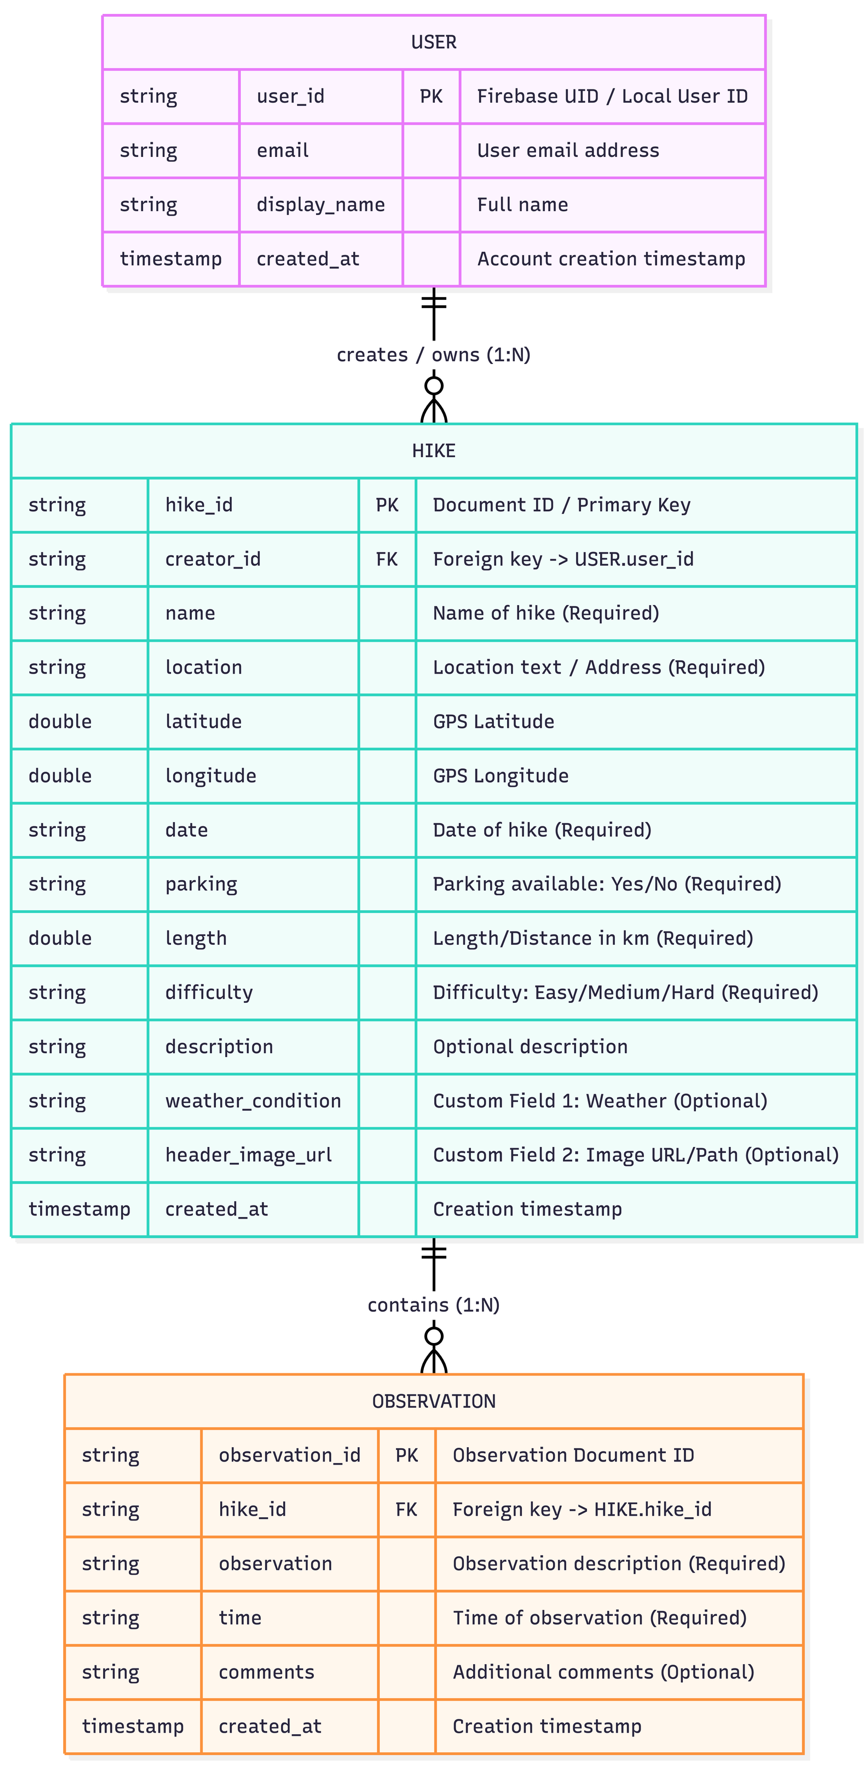 USER
string user_id PK Firebase UID / Local User ID
string email User email address
string display_name Full name
timestamp created_at Account creation timestamp
creates / owns (1:N)
HIKE
string hike_id PK Document ID / Primary Key
string creator_id FK Foreign key -> USER.user_id
string name Name of hike (Required)
string location Location text / Address (Required)
double latitude GPS Latitude
double longitude GPS Longitude
string date Date of hike (Required)
string parking Parking available: Yes/No (Required)
double length Length/Distance in km (Required)
string difficulty Difficulty: Easy/Medium/Hard (Required)
string description Optional description
string weather_condition Custom Field 1: Weather (Optional)
string header_image_url Custom Field 2: Image URL/Path (Optional)
timestamp created_at Creation timestamp
contains (1:N)
OBSERVATION
string observation_id PK Observation Document ID
string hike_id FK Foreign key -> HIKE.hike_id
string observation Observation description (Required)
string time Time of observation (Required)
string comments Additional comments (Optional)
timestamp created_at Creation timestamp